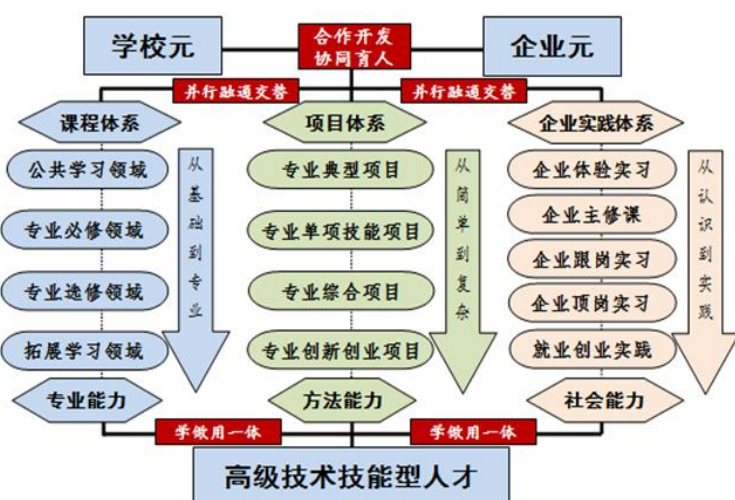 学校元
合作开发
协同育人
企业元
并行融通交替
并行融通交替
课程体系
项目体系
企业实践体系
公共学习领域
专业必修领域
专业选修领域
拓展学习领域
从基础到专业
专业典型项目
专业单项技能项目
专业综合项目
专业创新创业项目
从简单到复杂
企业体验实习
企业主修课
企业跟岗实习
企业顶岗实习
就业创业实践
从认识到实践
专业能力
方法能力
社会能力
学做用一体
学做用一体
高级技术技能型人才